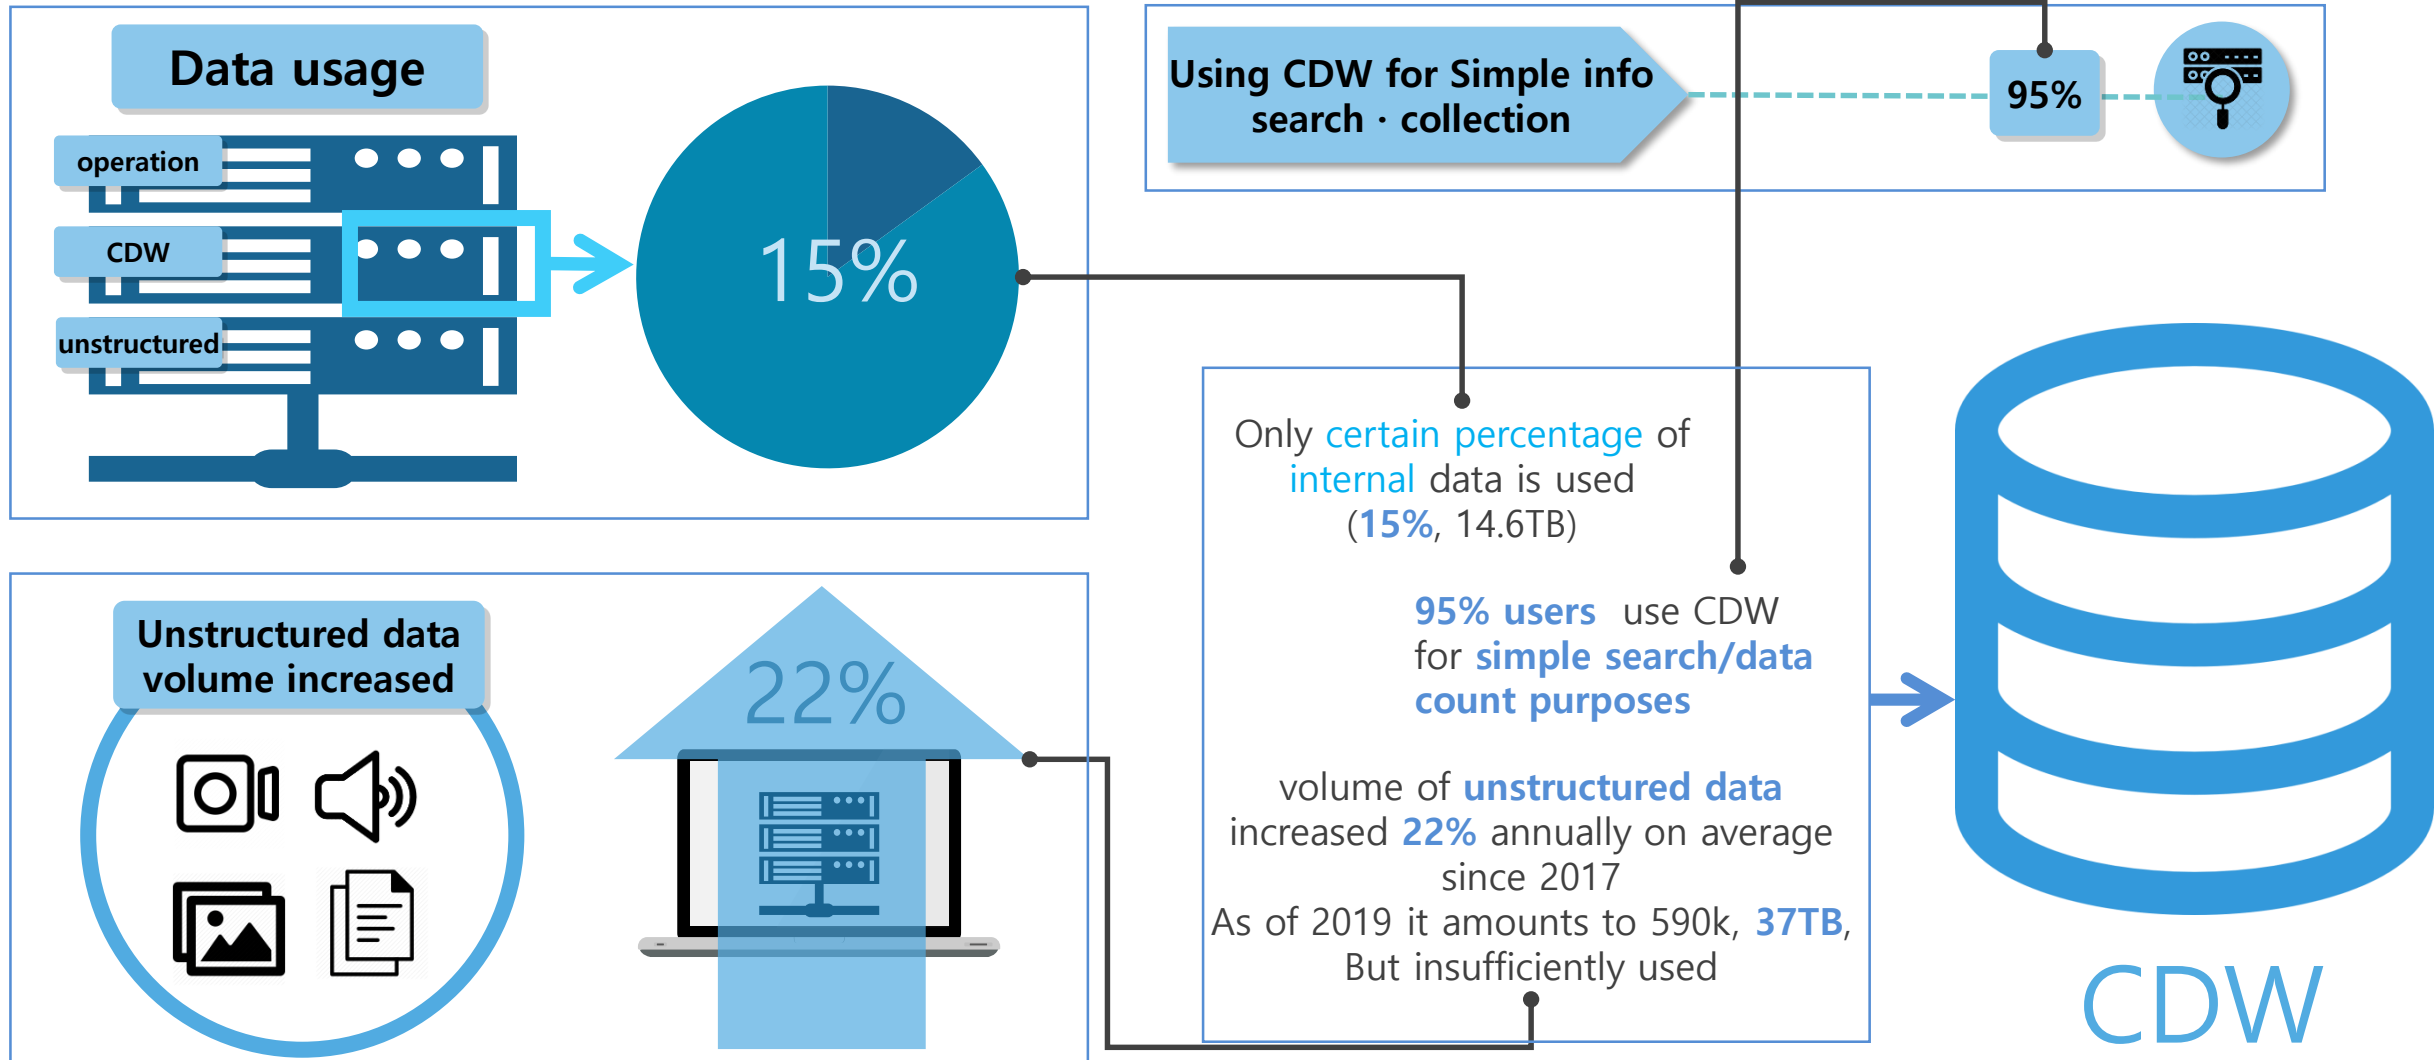 Data usage
operation
CDW
unstructured
15%
Using CDW for Simple info
search · collection
95%
Only certain percentage of
internal data is used
(15%, 14.6TB)
95% users use CDW
for simple search/data
count purposes
volume of unstructured data
increased 22% annually on average
since 2017
As of 2019 it amounts to 590k, 37TB,
But insufficiently used
Unstructured data
volume increased
22%
CDW